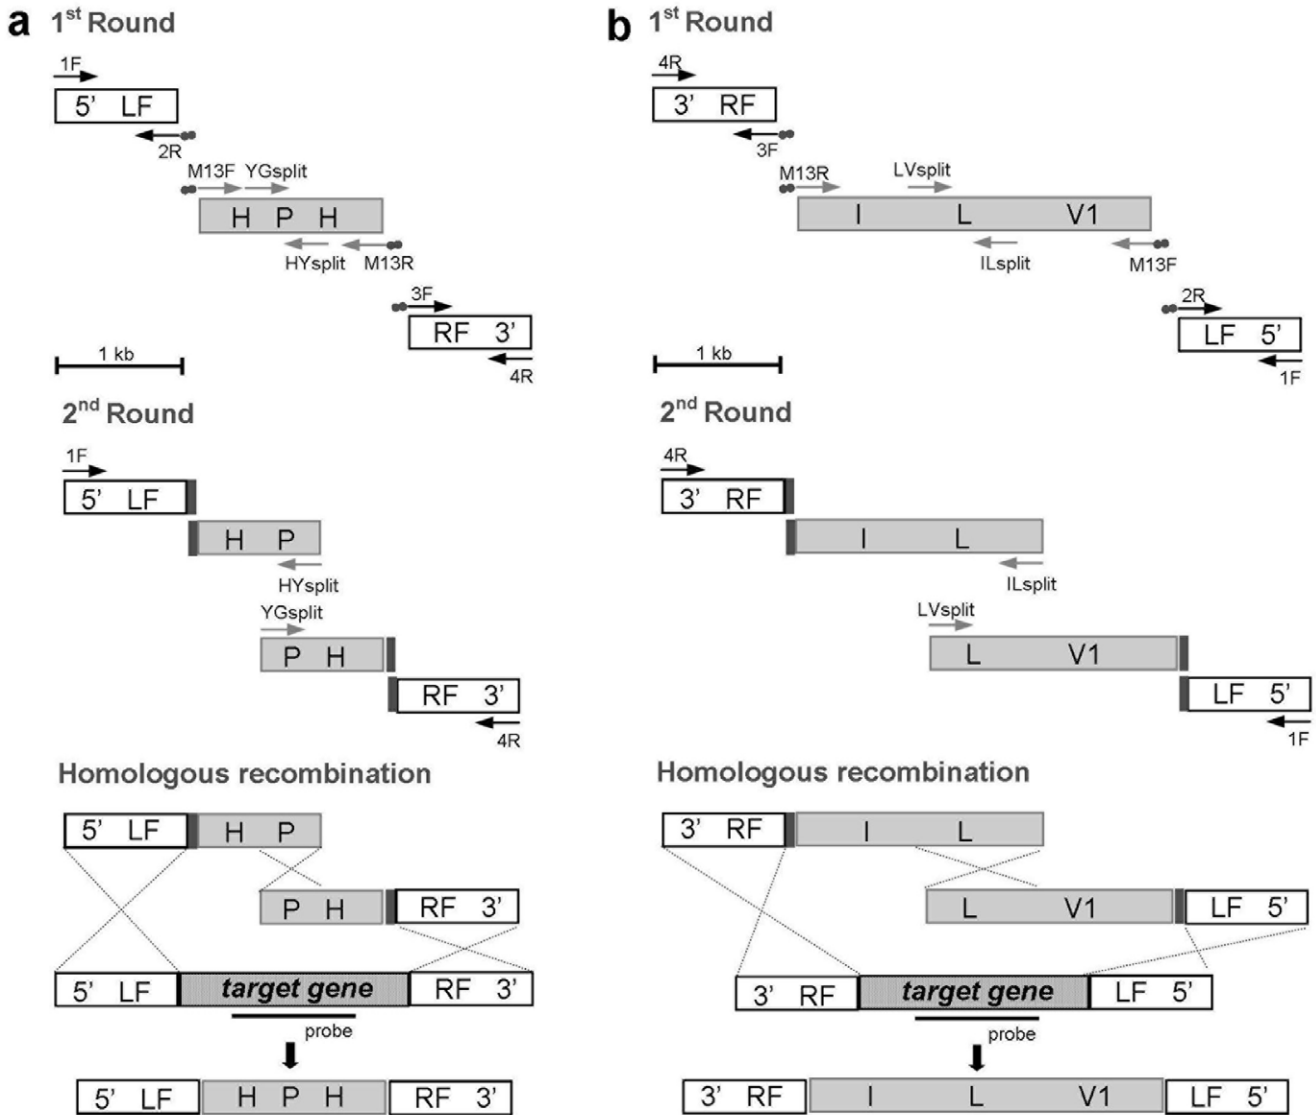 a 1st Round
1F
5' LF
2R
M13F YGsplit
H P H
HYsplit M13R
3F
RF 3'
4R
1 kb
2nd Round
1F
5' LF
H P
HYsplit
YGsplit
P H
RF 3'
4R
Homologous recombination
5' LF H P
P H RF 3'
5' LF target gene RF 3'
probe
5' LF H P H RF 3'
b 1st Round
4R
3' RF
3F
M13R LVsplit
I L V1
ILsplit M13F
2R
LF 5'
1F
1 kb
2nd Round
4R
3' RF
I L
ILsplit
LVsplit
L V1
LF 5'
1F
Homologous recombination
3' RF I L
L V1 LF 5'
3' RF target gene LF 5'
probe
3' RF I L V1 LF 5'